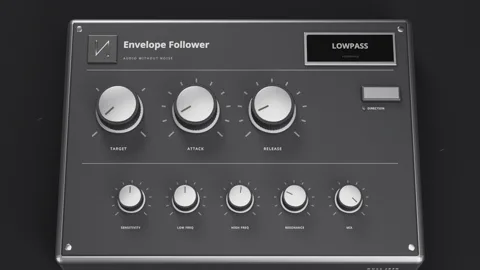 Envelope Follower
AUDIO WITHOUT NOISE
LOWPASS
DIRECTION
TARGET
ATTACK
RELEASE
SENSITIVITY
LOW FREQ
HIGH FREQ
RESONANCE
MIX